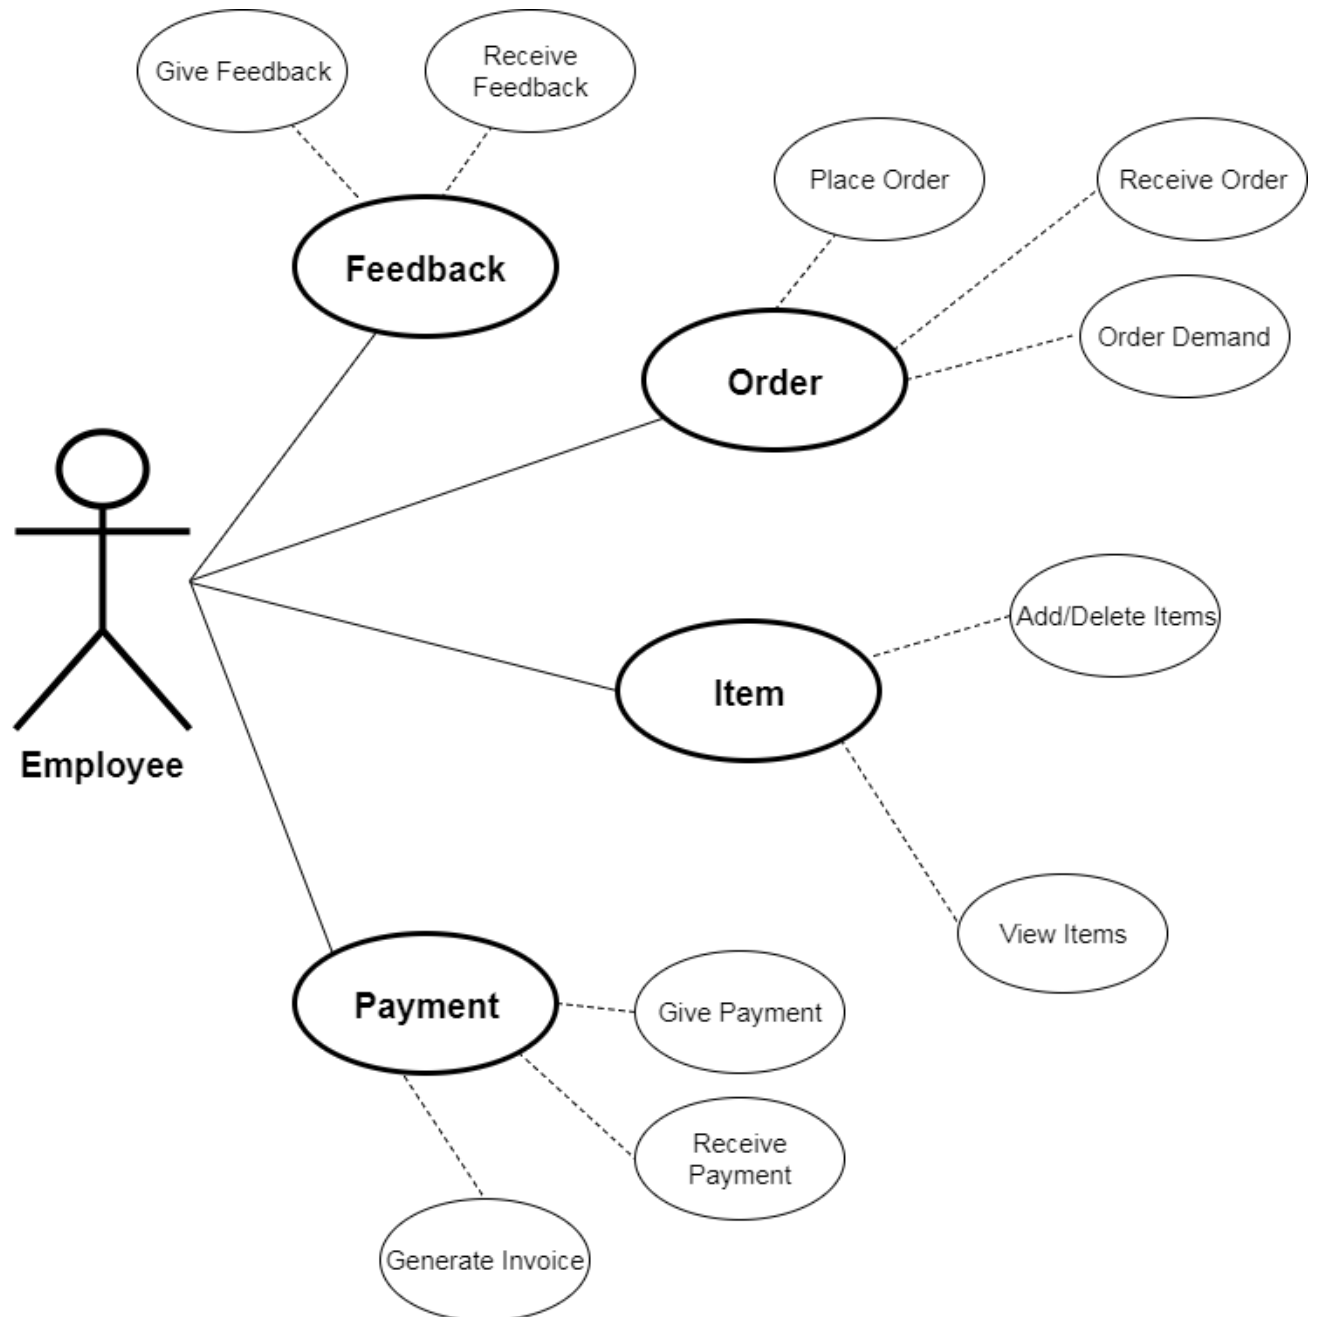 Give Feedback
Receive
Feedback
Feedback
Place Order
Receive Order
Order Demand
Order
Employee
Item
Add/Delete Items
View Items
Payment
Give Payment
Receive
Payment
Generate Invoice